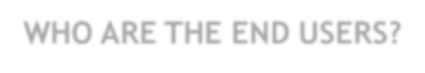 WHO ARE THE END USERS?